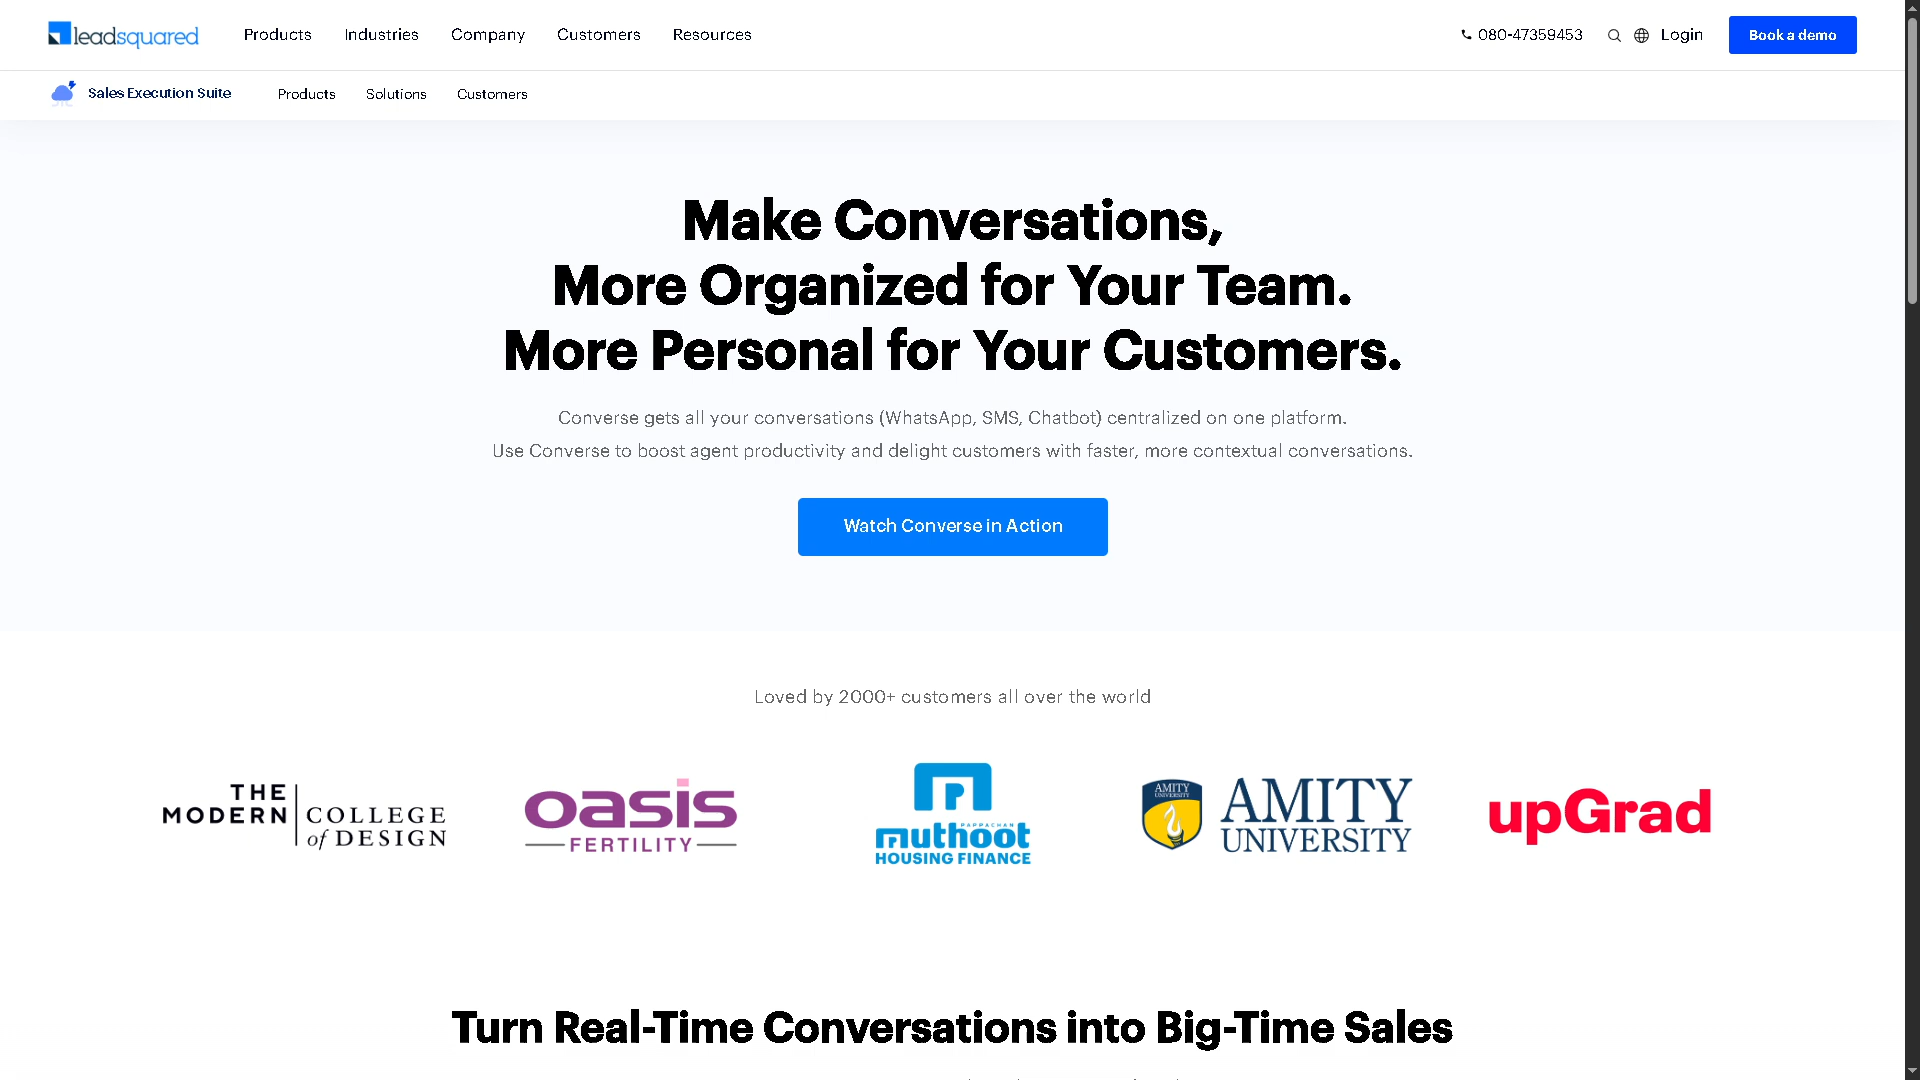 leadsquared
Products Industries Company Customers Resources
080-47359453 Login Book a demo
Sales Execution Suite Products Solutions Customers
Make Conversations,
More Organized for Your Team.
More Personal for Your Customers.
Converse gets all your conversations (WhatsApp, SMS, Chatbot) centralized on one platform.
Use Converse to boost agent productivity and delight customers with faster, more contextual conversations.
Watch Converse in Action
Loved by 2000+ customers all over the world
THE
MODERN
COLLEGE
of DESIGN
oasis
FERTILITY
PAPPACHAN
muthoot
HOUSING FINANCE
AMITY
UNIVERSITY
AMITY
UNIVERSITY
upGrad
Turn Real-Time Conversations into Big-Time Sales